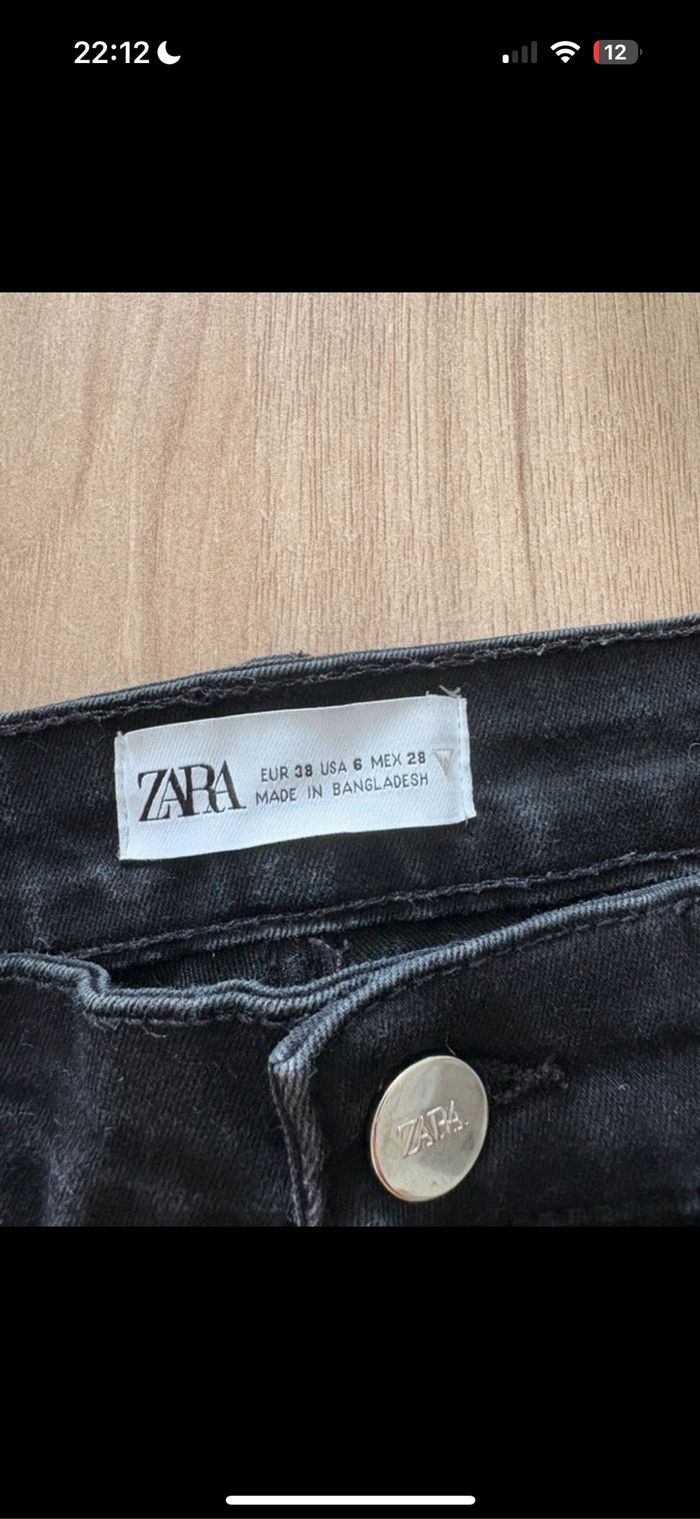 22:12
12
ZARA
EUR 38 USA 6 MEX 28
MADE IN BANGLADESH
ZARA